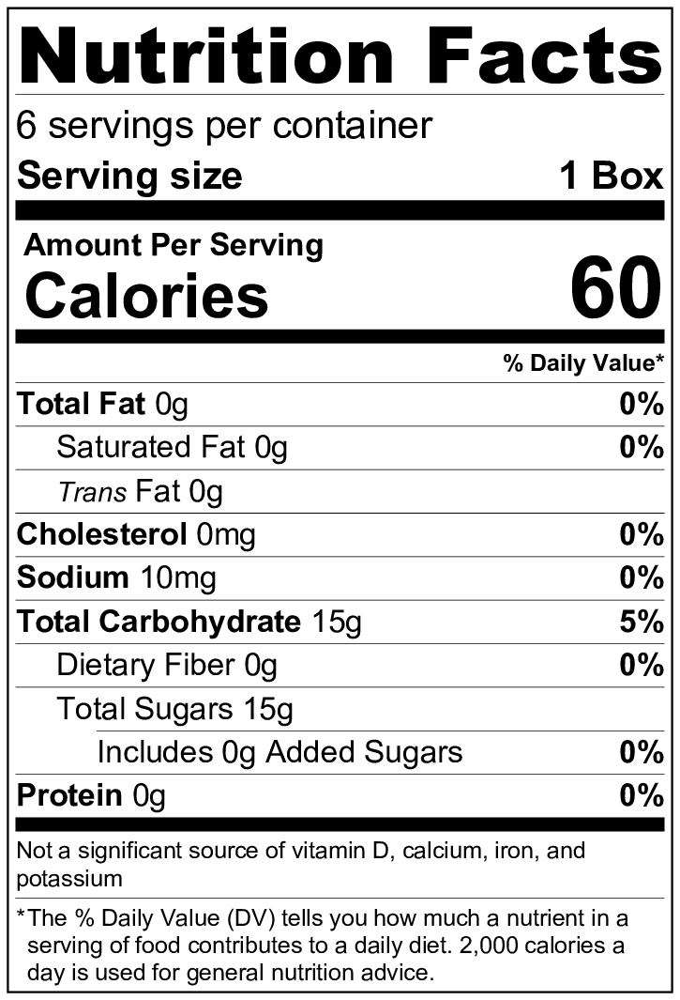 Nutrition Facts
6 servings per container
Serving size 1 Box
Amount Per Serving
Calories 60
% Daily Value*
Total Fat 0g 0%
Saturated Fat 0g 0%
Trans Fat 0g
Cholesterol 0mg 0%
Sodium 10mg 0%
Total Carbohydrate 15g 5%
Dietary Fiber 0g 0%
Total Sugars 15g
Includes 0g Added Sugars 0%
Protein 0g 0%
Not a significant source of vitamin D, calcium, iron, and
potassium
*The % Daily Value (DV) tells you how much a nutrient in a
serving of food contributes to a daily diet. 2,000 calories a
day is used for general nutrition advice.